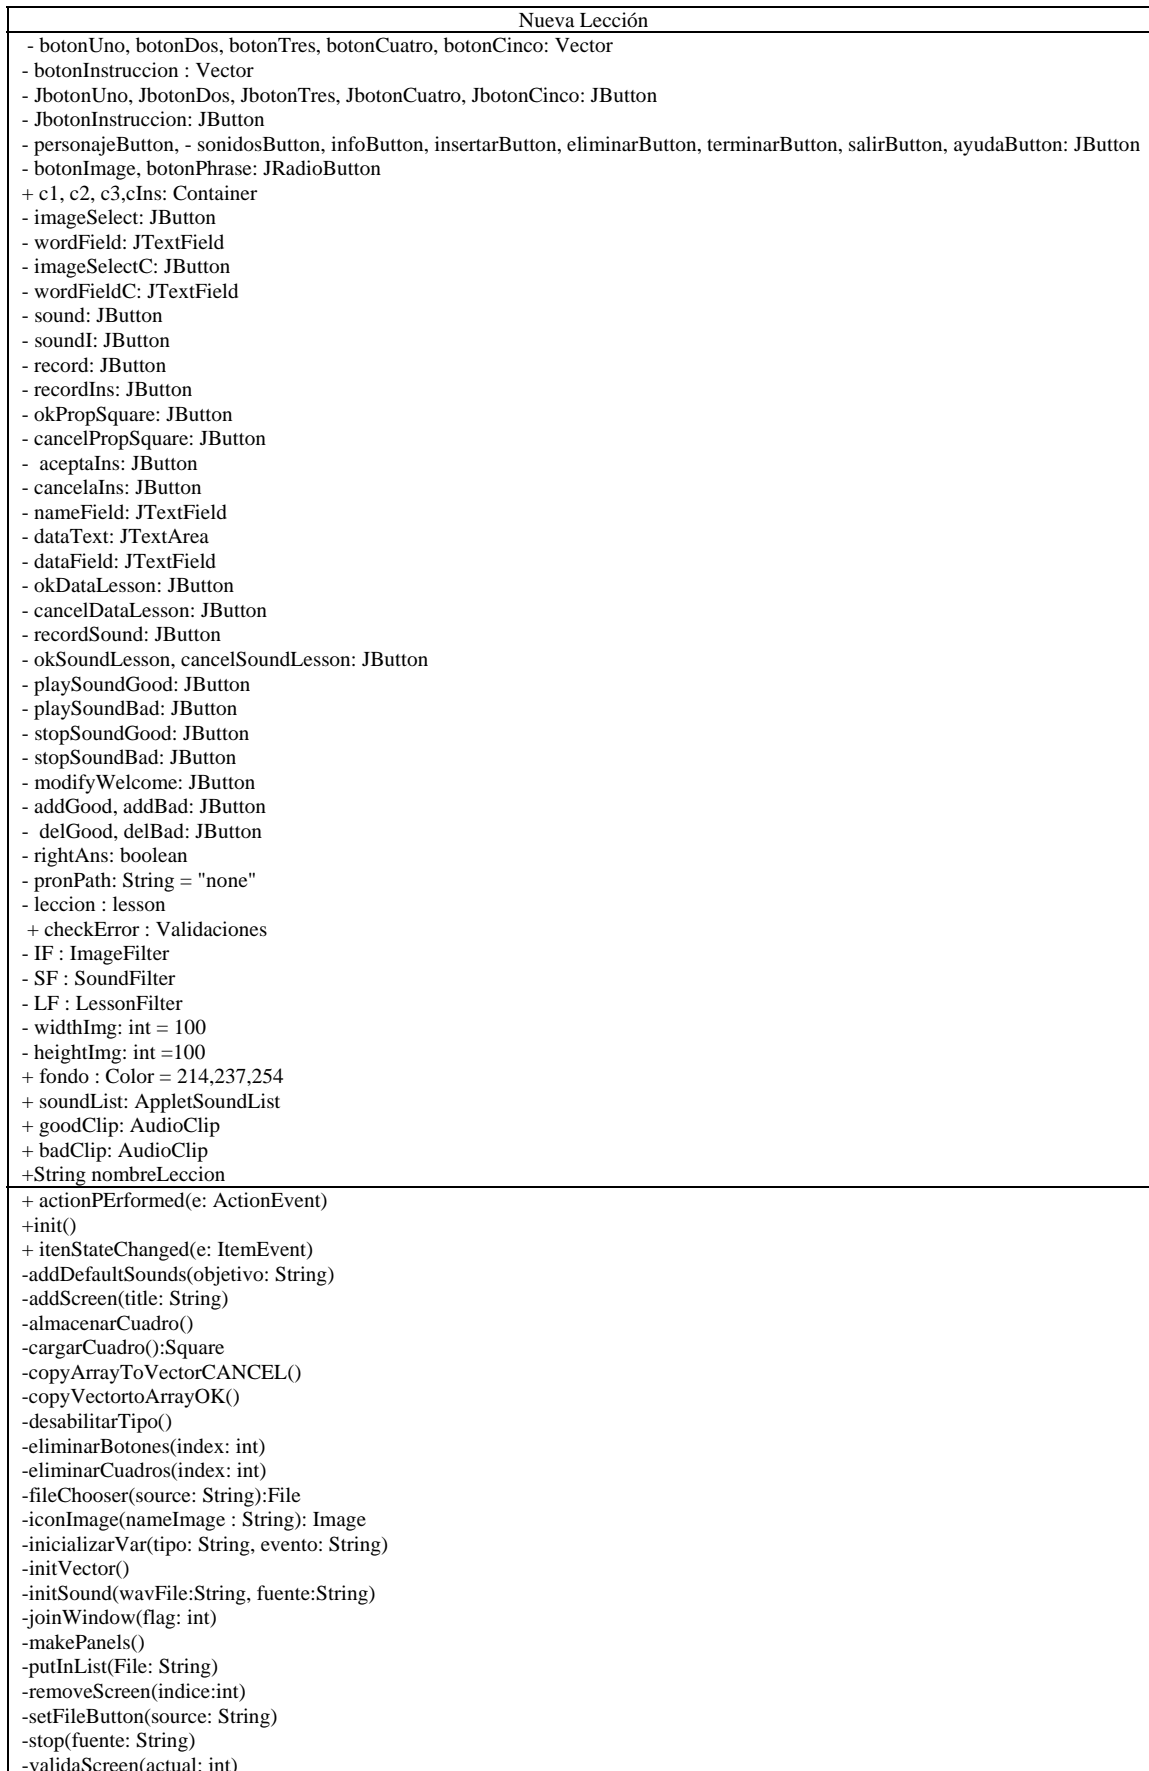 Nueva Lección
- botonUno, botonDos, botonTres, botonCuatro, botonCinco: Vector
- botonInstruccion : Vector
- JbotonUno, JbotonDos, JbotonTres, JbotonCuatro, JbotonCinco: JButton
- JbotonInstruccion: JButton
- personajeButton, - sonidosButton, infoButton, insertarButton, eliminarButton, terminarButton, salirButton, ayudaButton: JButton
- botonImage, botonPhrase: JRadioButton
+ c1, c2, c3,cIns: Container
- imageSelect: JButton
- wordField: JTextField
- imageSelectC: JButton
- wordFieldC: JTextField
- sound: JButton
- soundI: JButton
- record: JButton
- recordIns: JButton
- okPropSquare: JButton
- cancelPropSquare: JButton
- aceptaIns: JButton
- cancelaIns: JButton
- nameField: JTextField
- dataText: JTextArea
- dataField: JTextField
- okDataLesson: JButton
- cancelDataLesson: JButton
- recordSound: JButton
- okSoundLesson, cancelSoundLesson: JButton
- playSoundGood: JButton
- playSoundBad: JButton
- stopSoundGood: JButton
- stopSoundBad: JButton
- modifyWelcome: JButton
- addGood, addBad: JButton
- delGood, delBad: JButton
- rightAns: boolean
- pronPath: String = "none"
- leccion : lesson
+ checkError : Validaciones
- IF : ImageFilter
- SF : SoundFilter
- LF : LessonFilter
- widthImg: int = 100
- heightImg: int =100
+ fondo : Color = 214,237,254
+ soundList: AppletSoundList
+ goodClip: AudioClip
+ badClip: AudioClip
+String nombreLeccion
+ actionPErformed(e: ActionEvent)
+init()
+ itenStateChanged(e: ItemEvent)
-addDefaultSounds(objetivo: String)
-addScreen(title: String)
-almacenarCuadro()
-cargarCuadro():Square
-copyArrayToVectorCANCEL()
-copyVectortoArrayOK()
-desabilitarTipo()
-eliminarBotones(index: int)
-eliminarCuadros(index: int)
-fileChooser(source: String):File
-iconImage(nameImage : String): Image
-inicializarVar(tipo: String, evento: String)
-initVector()
-initSound(wavFile:String, fuente:String)
-joinWindow(flag: int)
-makePanels()
-putInList(File: String)
-removeScreen(indice:int)
-setFileButton(source: String)
-stop(fuente: String)
-validaScreen(actual: int)